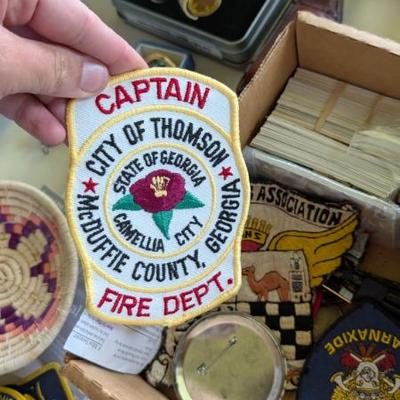 CAPTAIN
CITY OF THOMSON
McDUFFIE COUNTY, GEORGIA
STATE OF GEORGIA
CAMELLIA CITY
FIRE DEPT.
ASSOCIATION